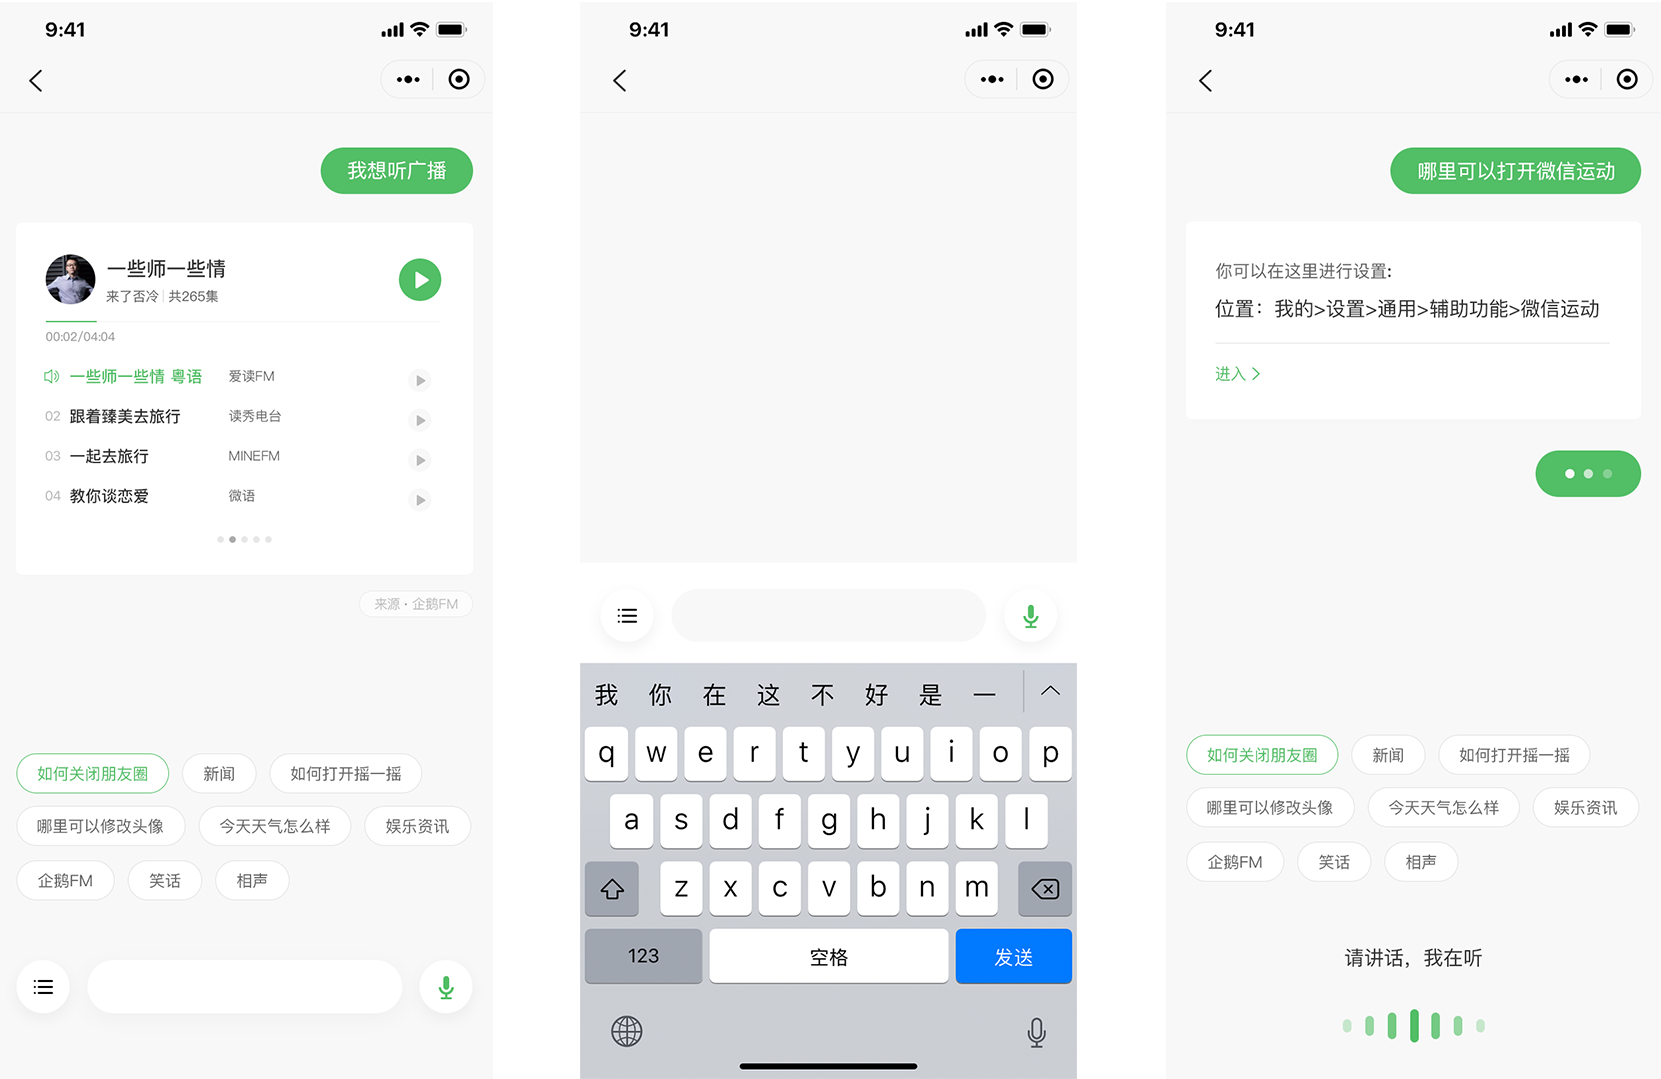 9:41
我想听广播
一些师一些情
来了否冷 | 共265集
00:02/04:04
一些师一些情 粤语 爱读FM
02 跟着臻美去旅行 读秀电台
03 一起去旅行 MINEFM
04 教你谈恋爱 微语
来源·企鹅FM
如何关闭朋友圈 新闻 如何打开摇一摇
哪里可以修改头像 今天天气怎么样 娱乐资讯
企鹅FM 笑话 相声
9:41
我 你 在 这 不 好 是 一
q w e r t y u i o p
a s d f g h j k l
z x c v b n m
123 空格 发送
9:41
哪里可以打开微信运动
你可以在这里进行设置:
位置：我的>设置>通用>辅助功能>微信运动
进入 >
如何关闭朋友圈 新闻 如何打开摇一摇
哪里可以修改头像 今天天气怎么样 娱乐资讯
企鹅FM 笑话 相声
请讲话，我在听